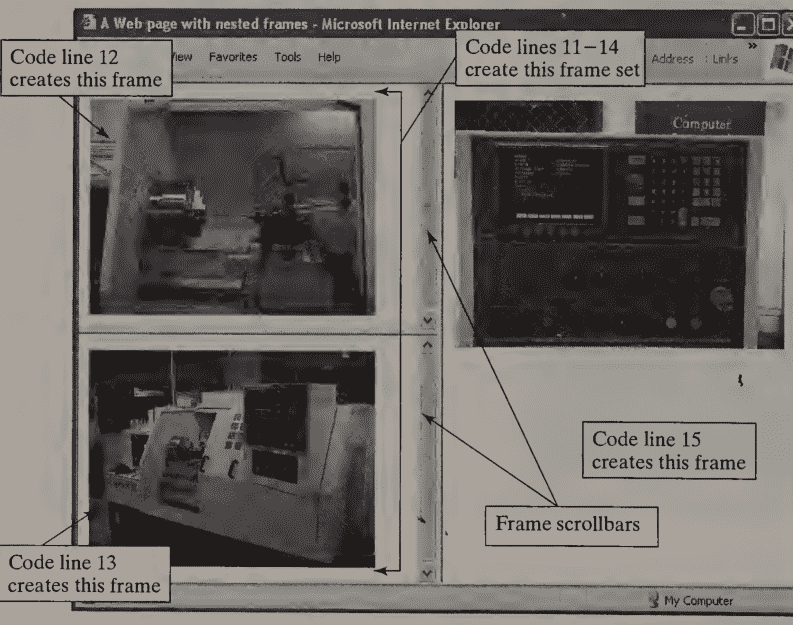 A Web page with nested frames - Microsoft Internet Explorer
Code line 12
creates this frame
View Favorites Tools Help
Code lines 11–14
create this frame set
Address Links »
Computer
Code line 15
creates this frame
Frame scrollbars
Code line 13
creates this frame
My Computer